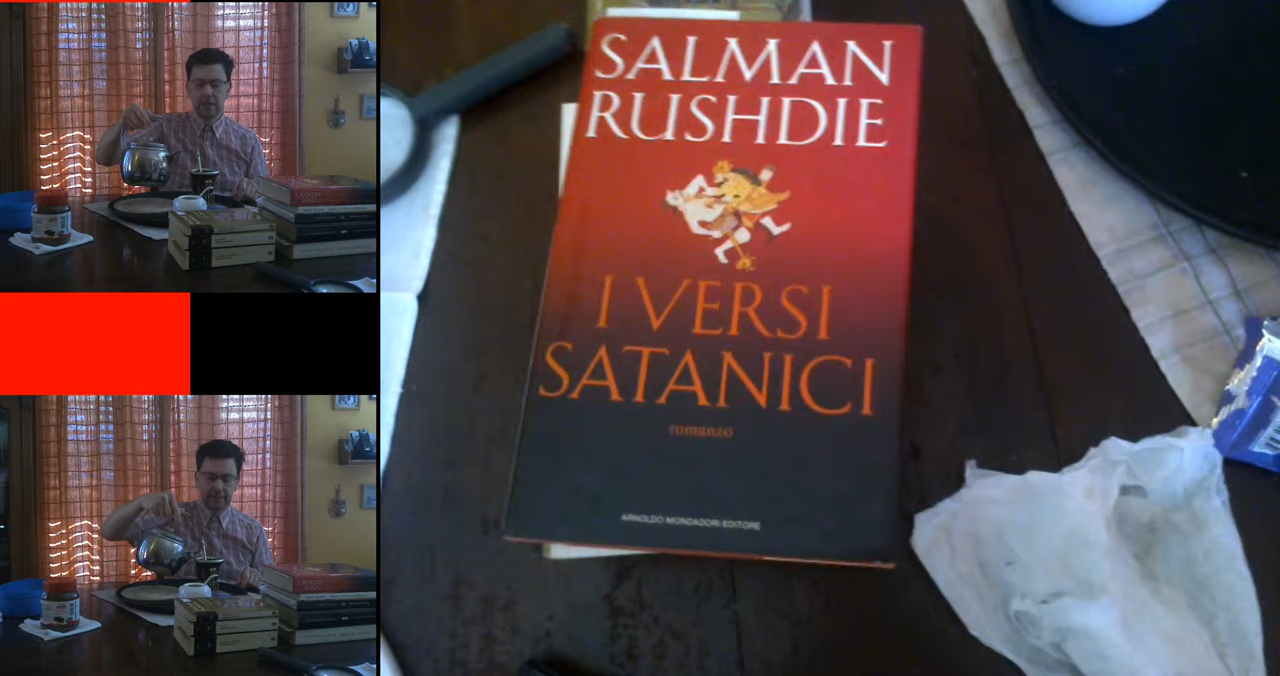 SALMAN
RUSHDIE
I VERSI
SATANICI
romanzo
ARNOLDO MONDADORI EDITORE